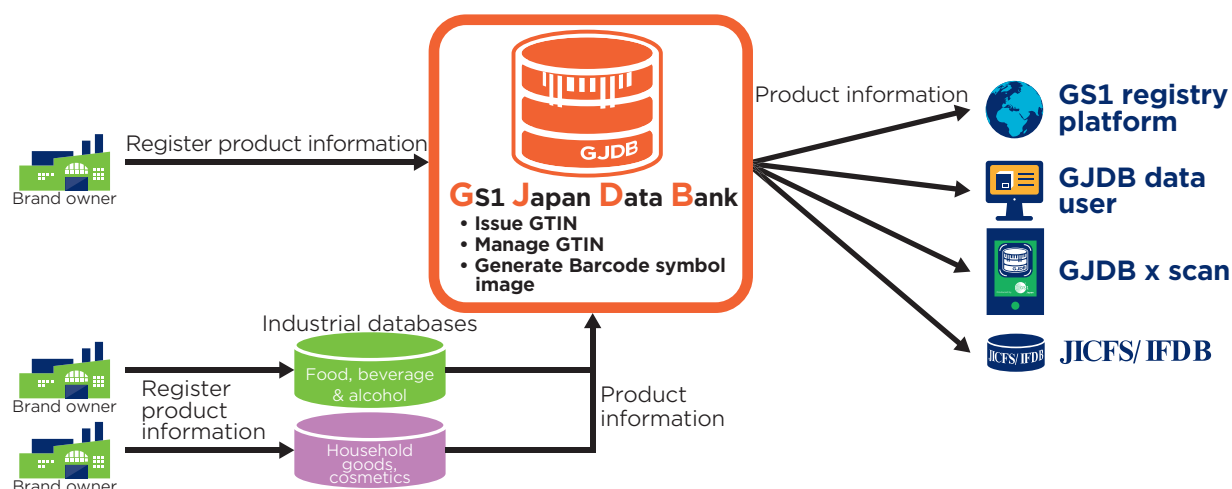 Register product information
Brand owner
GJDB
GS1 Japan Data Bank
• Issue GTIN
• Manage GTIN
• Generate Barcode symbol
image
Product information
GS1 registry
platform
GJDB data
user
GJDB
GJDB x scan
JICFS/IFDB
JICFS/IFDB
Industrial databases
Food, beverage
& alcohol
Brand owner
Register
product
information
Household
goods,
cosmetics
Brand owner
Product
information